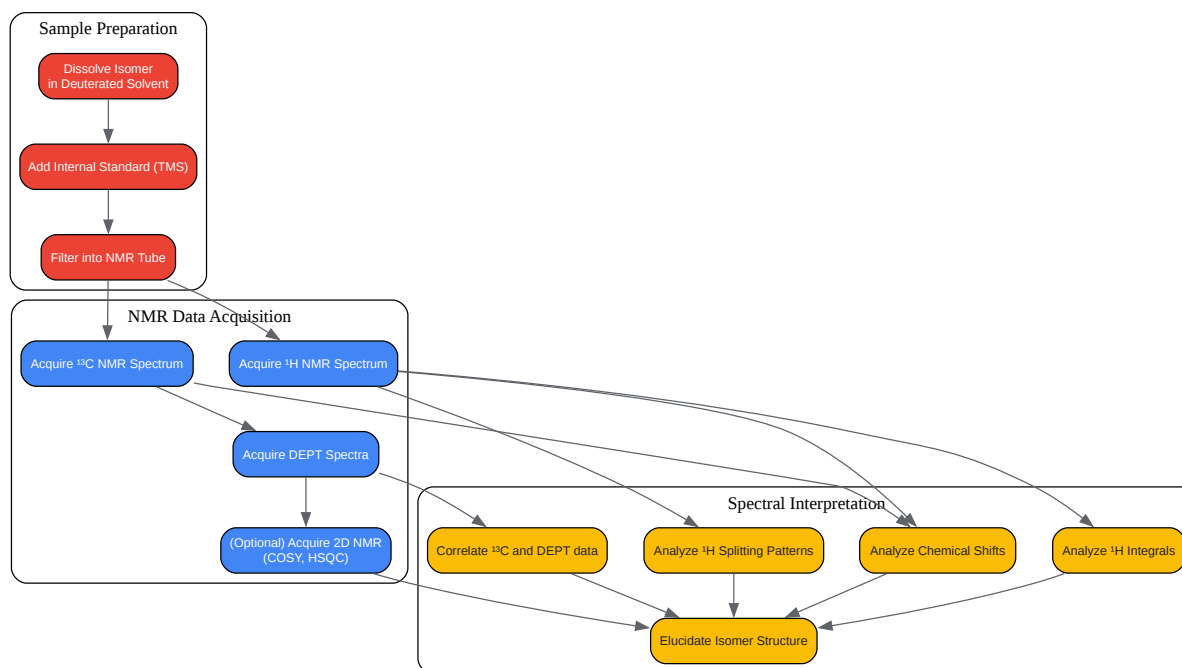 Sample Preparation
Dissolve Isomer
in Deuterated Solvent
Add Internal Standard (TMS)
Filter into NMR Tube
NMR Data Acquisition
Acquire ¹³C NMR Spectrum
Acquire ¹H NMR Spectrum
Acquire DEPT Spectra
(Optional) Acquire 2D NMR
(COSY, HSQC)
Spectral Interpretation
Correlate ¹³C and DEPT data
Analyze ¹H Splitting Patterns
Analyze Chemical Shifts
Analyze ¹H Integrals
Elucidate Isomer Structure